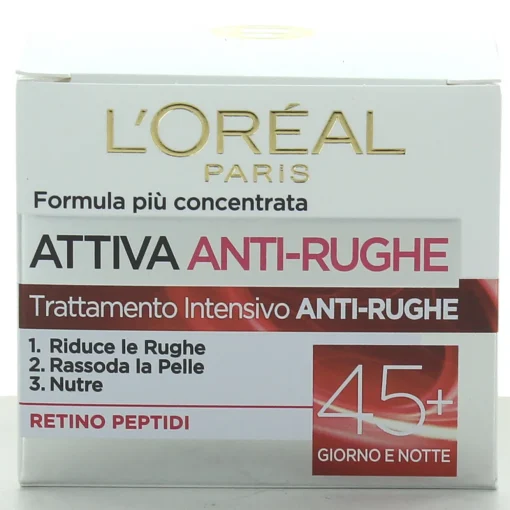 L'ORÉAL
PARIS
Formula più concentrata
ATTIVA ANTI-RUGHE
Trattamento Intensivo ANTI-RUGHE
1. Riduce le Rughe
2. Rassoda la Pelle
3. Nutre
RETINO PEPTIDI
45+
GIORNO E NOTTE